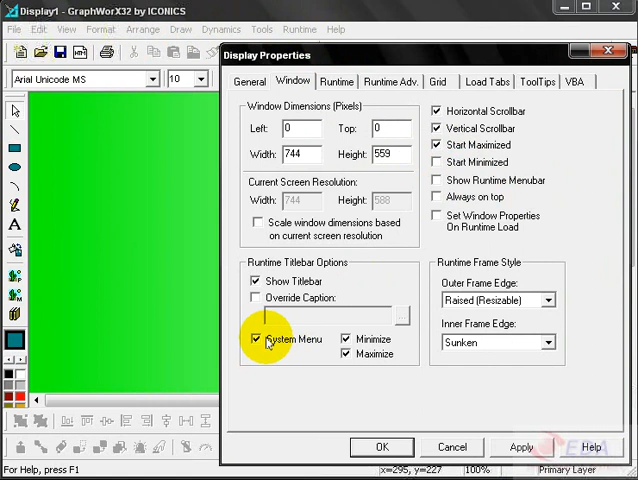 Display1 - GraphWorX32 by ICONICS
File Edit View Format Arrange Draw Dynamics Tools Runtime
Arial Unicode MS 10
Display Properties
General Window Runtime Runtime Adv. Grid Load Tabs ToolTips VBA
Window Dimensions (Pixels)
Left: 0 Top: 0
Width: 744 Height: 559
Current Screen Resolution:
Width: 744 Height: 588
Scale window dimensions based
on current screen resolution
Horizontal Scrollbar
Vertical Scrollbar
Start Maximized
Start Minimized
Show Runtime Menubar
Always on top
Set Window Properties
On Runtime Load
Runtime Titlebar Options
Show Titlebar
Override Caption:
...
System Menu Minimize
Maximize
Runtime Frame Style
Outer Frame Edge:
Raised (Resizable)
Inner Frame Edge:
Sunken
OK Cancel Apply Help
For Help, press F1 x=295, y=227 100% Primary Layer